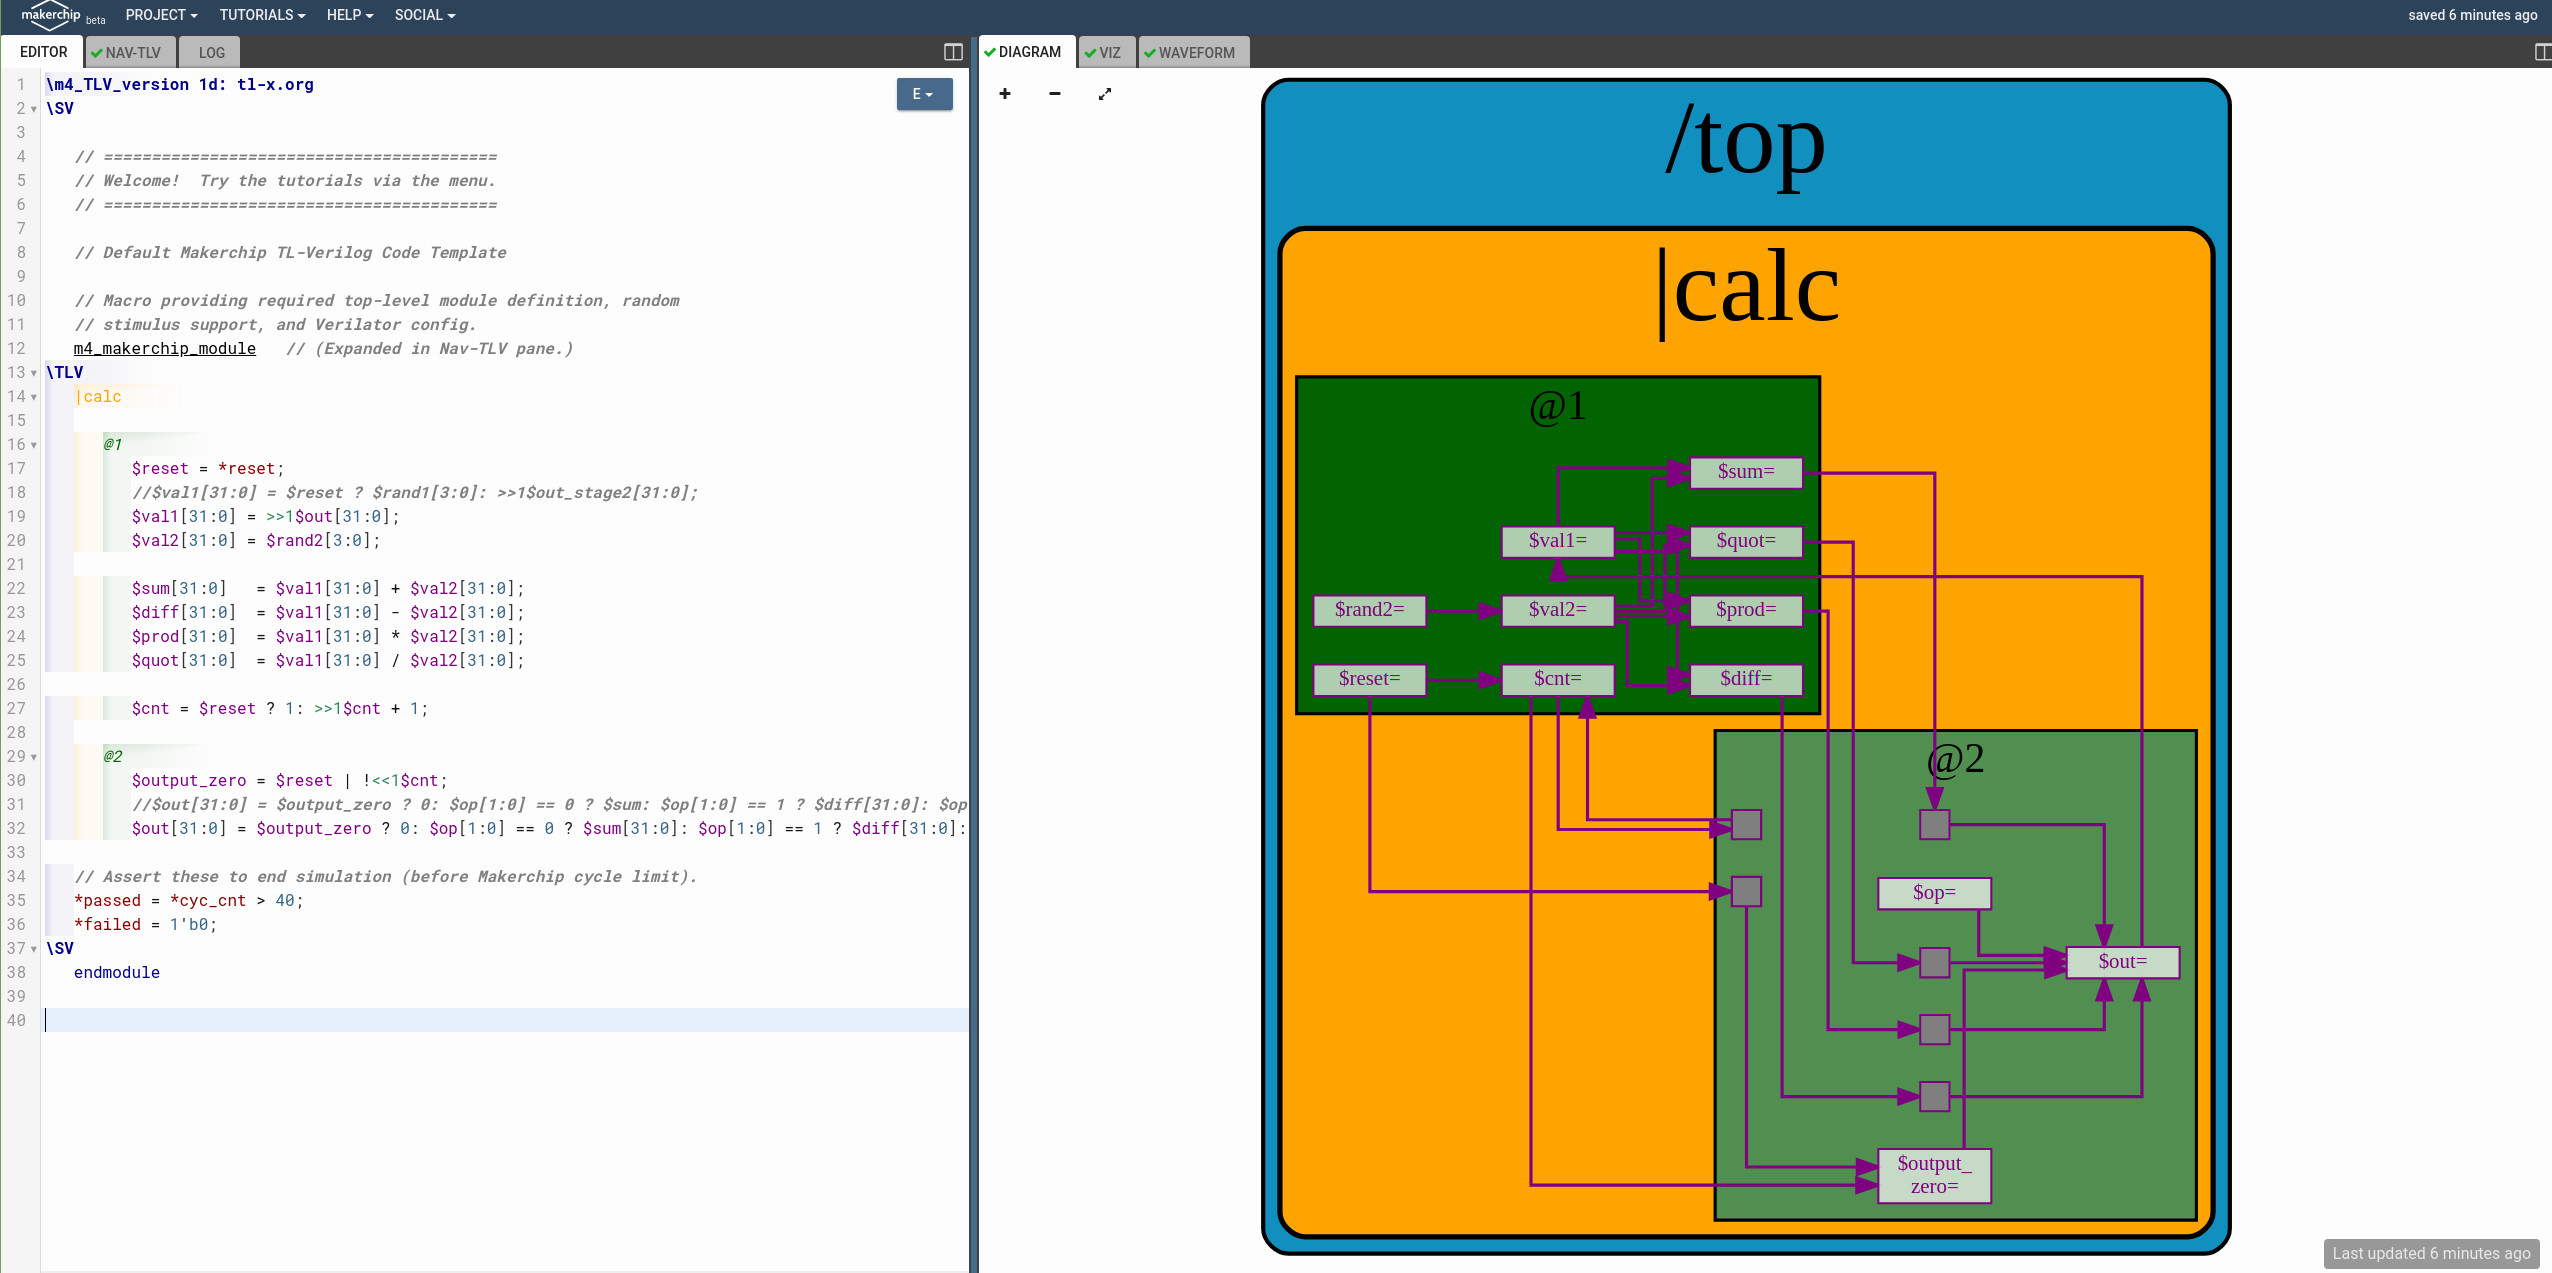 makerchip beta PROJECT TUTORIALS HELP SOCIAL saved 6 minutes ago
EDITOR NAV-TLV LOG
E
1 \m4_TLV_version 1d: tl-x.org
2 \SV
3
4 // =========================================
5 // Welcome!  Try the tutorials via the menu.
6 // =========================================
7
8 // Default Makerchip TL-Verilog Code Template
9
10 // Macro providing required top-level module definition, random
11 // stimulus support, and Verilator config.
12 m4_makerchip_module   // (Expanded in Nav-TLV pane.)
13 \TLV
14 |calc
15
16 @1
17 $reset = *reset;
18 //$val1[31:0] = $reset ? $rand1[3:0]: >>1$out_stage2[31:0];
19 $val1[31:0] = >>1$out[31:0];
20 $val2[31:0] = $rand2[3:0];
21
22 $sum[31:0]   = $val1[31:0] + $val2[31:0];
23 $diff[31:0]  = $val1[31:0] - $val2[31:0];
24 $prod[31:0]  = $val1[31:0] * $val2[31:0];
25 $quot[31:0]  = $val1[31:0] / $val2[31:0];
26
27 $cnt = $reset ? 1: >>1$cnt + 1;
28
29 @2
30 $output_zero = $reset | !<<1$cnt;
31 //$out[31:0] = $output_zero ? 0: $op[1:0] == 0 ? $sum: $op[1:0] == 1 ? $diff[31:0]: $op
32 $out[31:0] = $output_zero ? 0: $op[1:0] == 0 ? $sum[31:0]: $op[1:0] == 1 ? $diff[31:0]:
33
34 // Assert these to end simulation (before Makerchip cycle limit).
35 *passed = *cyc_cnt > 40;
36 *failed = 1'b0;
37 \SV
38 endmodule
39
40
DIAGRAM VIZ WAVEFORM
+ −
/top
|calc
@1
$sum=
$val1= $quot=
$rand2= $val2= $prod=
$reset= $cnt= $diff=
@2
$op=
$out=
$output_
zero=
Last updated 6 minutes ago